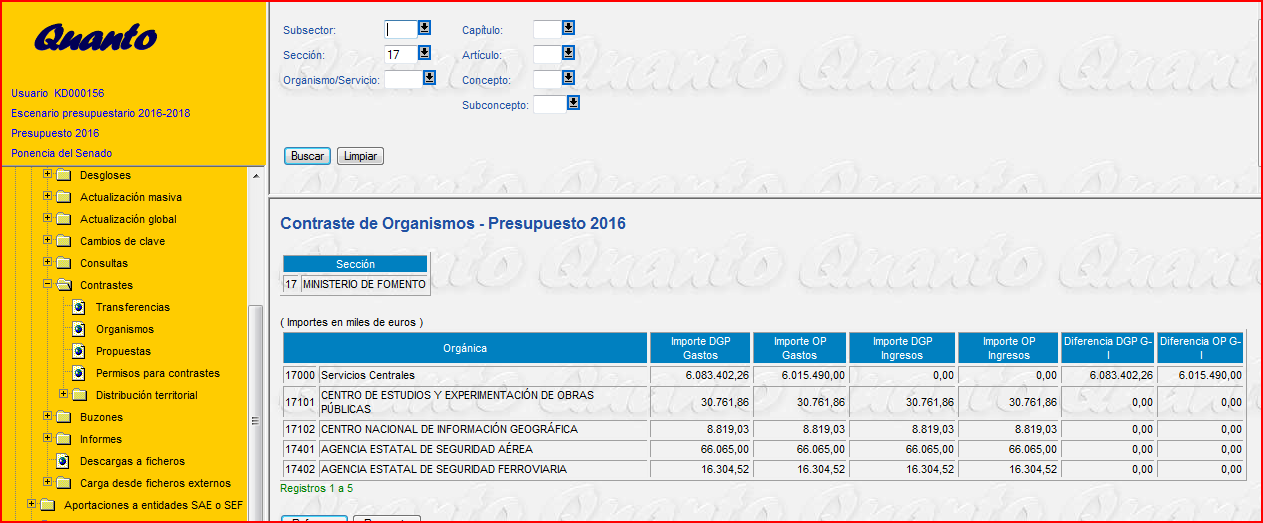 Quanto
Usuario KD000156
Escenario presupuestario 2016-2018
Presupuesto 2016
Ponencia del Senado
Desgloses
Actualización masiva
Actualización global
Cambios de clave
Consultas
Contrastes
Transferencias
Organismos
Propuestas
Permisos para contrastes
Distribución territorial
Buzones
Informes
Descargas a ficheros
Carga desde ficheros externos
Aportaciones a entidades SAE o SEF
Subsector: Capítulo:
Sección: 17 Artículo:
Organismo/Servicio: Concepto:
Subconcepto:
Buscar Limpiar
Contraste de Organismos - Presupuesto 2016
Sección
17 MINISTERIO DE FOMENTO
( Importes en miles de euros )
Orgánica Importe DGP Gastos Importe OP Gastos Importe DGP Ingresos Importe OP Ingresos Diferencia DGP G-I Diferencia OP G-I
17000 Servicios Centrales 6.083.402,26 6.015.490,00 0,00 0,00 6.083.402,26 6.015.490,00
17101 CENTRO DE ESTUDIOS Y EXPERIMENTACIÓN DE OBRAS PÚBLICAS 30.761,86 30.761,86 30.761,86 30.761,86 0,00 0,00
17102 CENTRO NACIONAL DE INFORMACIÓN GEOGRÁFICA 8.819,03 8.819,03 8.819,03 8.819,03 0,00 0,00
17401 AGENCIA ESTATAL DE SEGURIDAD AÉREA 66.065,00 66.065,00 66.065,00 66.065,00 0,00 0,00
17402 AGENCIA ESTATAL DE SEGURIDAD FERROVIARIA 16.304,52 16.304,52 16.304,52 16.304,52 0,00 0,00
Registros 1 a 5